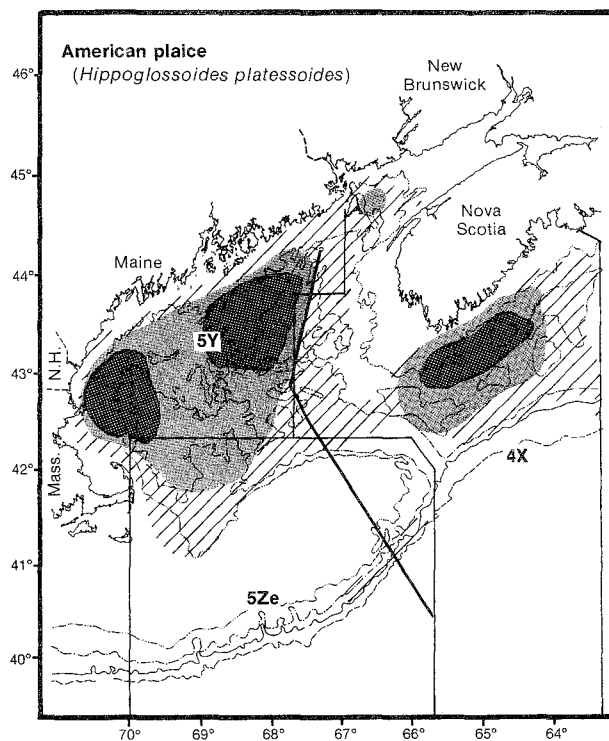 American plaice
(Hippoglossoides platessoides)
New
Brunswick
46°
45°
Nova
Scotia
44°
Maine
5Y
43°
N.H.
42°
Mass.
4X
41°
5Ze
40°
70° 69° 68° 67° 66° 65° 64°